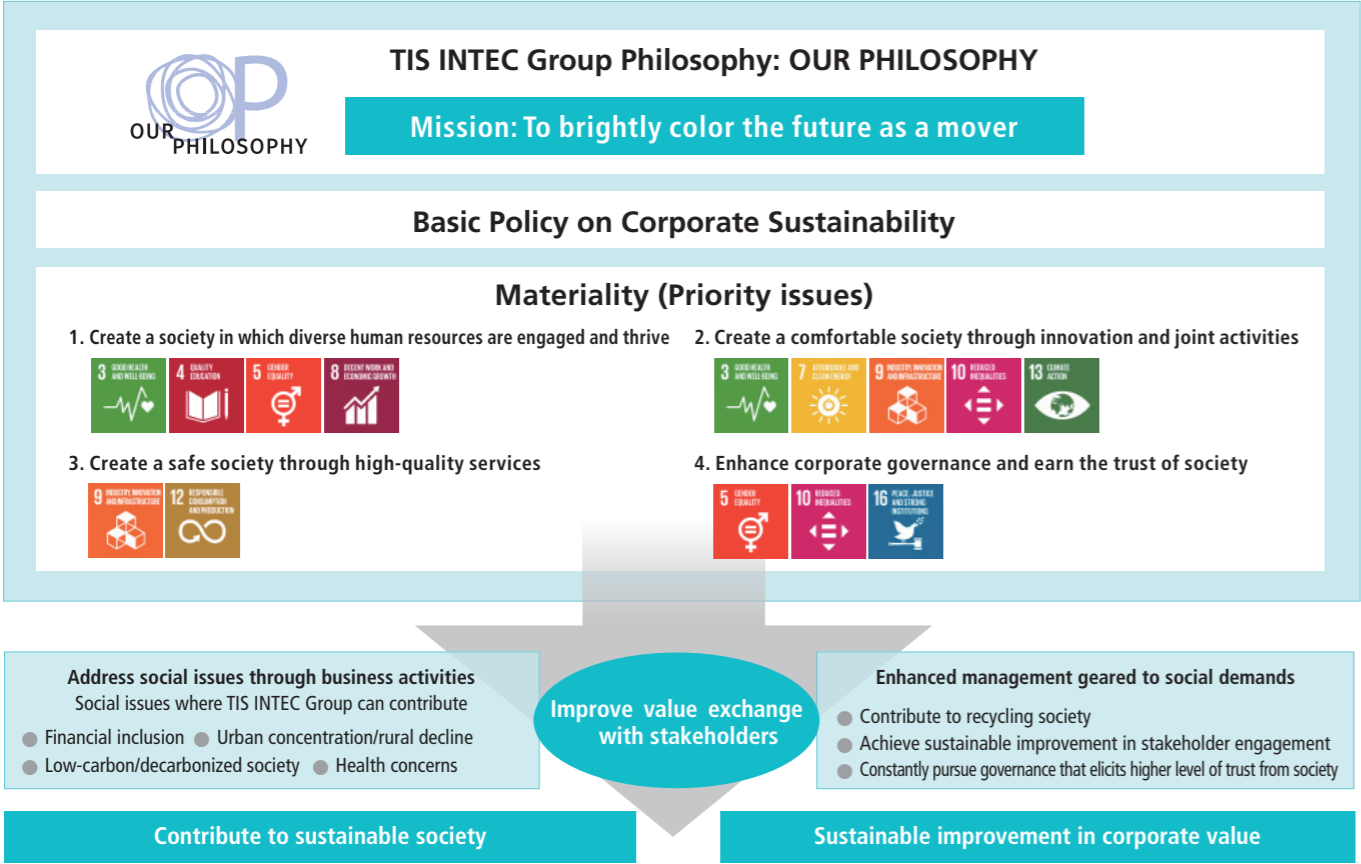 TIS INTEC Group Philosophy: OUR PHILOSOPHY
OP
OUR
PHILOSOPHY
Mission: To brightly color the future as a mover
Basic Policy on Corporate Sustainability
Materiality (Priority issues)
1. Create a society in which diverse human resources are engaged and thrive
3 GOOD HEALTH
AND WELL-BEING
4 QUALITY
EDUCATION
5 GENDER
EQUALITY
8 DECENT WORK AND
ECONOMIC GROWTH
2. Create a comfortable society through innovation and joint activities
3 GOOD HEALTH
AND WELL-BEING
7 AFFORDABLE AND
CLEAN ENERGY
9 INDUSTRY, INNOVATION
AND INFRASTRUCTURE
10 REDUCED
INEQUALITIES
13 CLIMATE
ACTION
3. Create a safe society through high-quality services
9 INDUSTRY, INNOVATION
AND INFRASTRUCTURE
12 RESPONSIBLE
CONSUMPTION
AND PRODUCTION
4. Enhance corporate governance and earn the trust of society
5 GENDER
EQUALITY
10 REDUCED
INEQUALITIES
16 PEACE, JUSTICE
AND STRONG
INSTITUTIONS
Address social issues through business activities
Social issues where TIS INTEC Group can contribute
● Financial inclusion ● Urban concentration/rural decline
● Low-carbon/decarbonized society ● Health concerns
Improve value exchange
with stakeholders
Enhanced management geared to social demands
● Contribute to recycling society
● Achieve sustainable improvement in stakeholder engagement
● Constantly pursue governance that elicits higher level of trust from society
Contribute to sustainable society
Sustainable improvement in corporate value